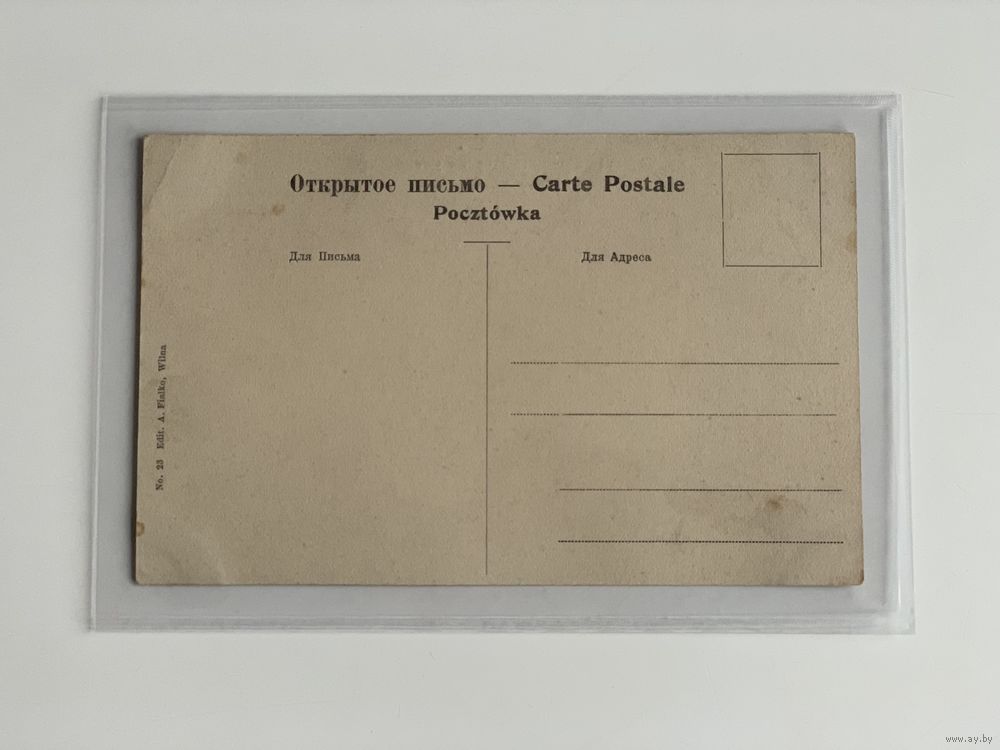 Открытое письмо — Carte Postale
Pocztówka
Для Письма
Для Адреса
No. 23 Edit. A. Fialko, Wilna
www.ay.by